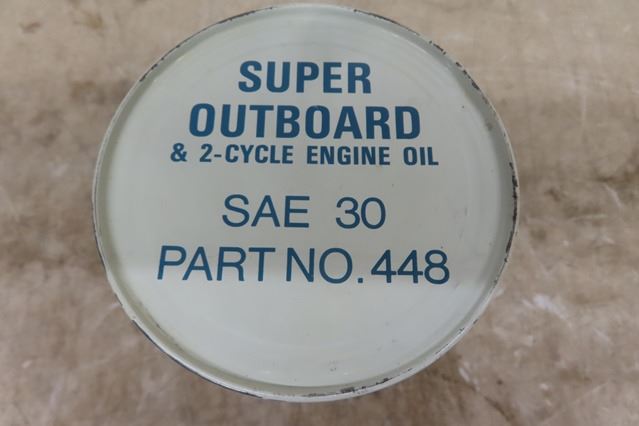 SUPER
OUTBOARD
& 2-CYCLE ENGINE OIL
SAE 30
PART NO. 448